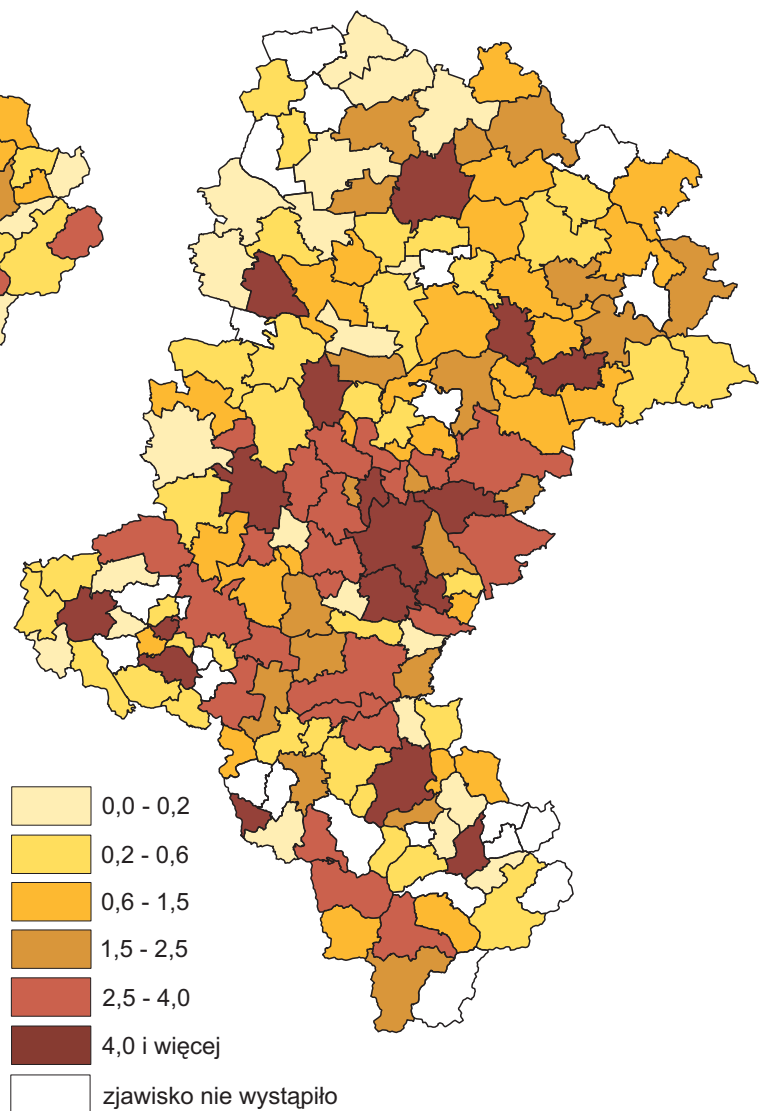 0,0 - 0,2
0,2 - 0,6
0,6 - 1,5
1,5 - 2,5
2,5 - 4,0
4,0 i więcej
zjawisko nie wystąpiło